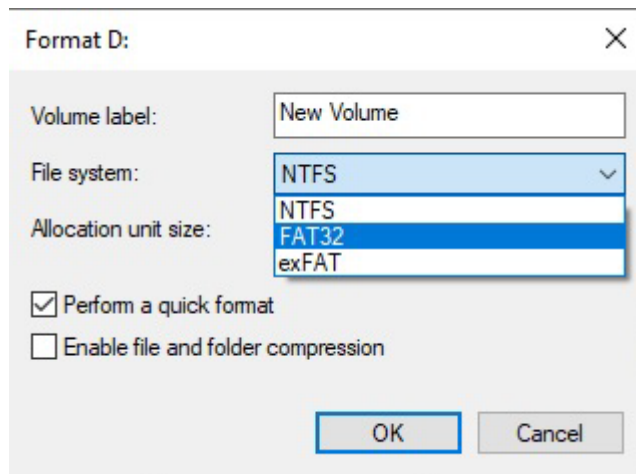 Format D:
Volume label:
New Volume
File system:
NTFS
NTFS
FAT32
exFAT
Allocation unit size:
Perform a quick format
Enable file and folder compression
OK
Cancel